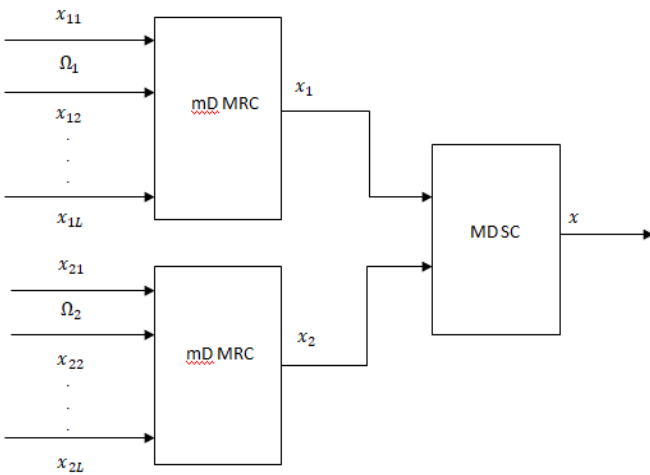 x₁₁
Ω₁
x₁₂
mD MRC
x₁
x₁L
MD SC
x
x₂₁
Ω₂
x₂₂
mD MRC
x₂
x₂L